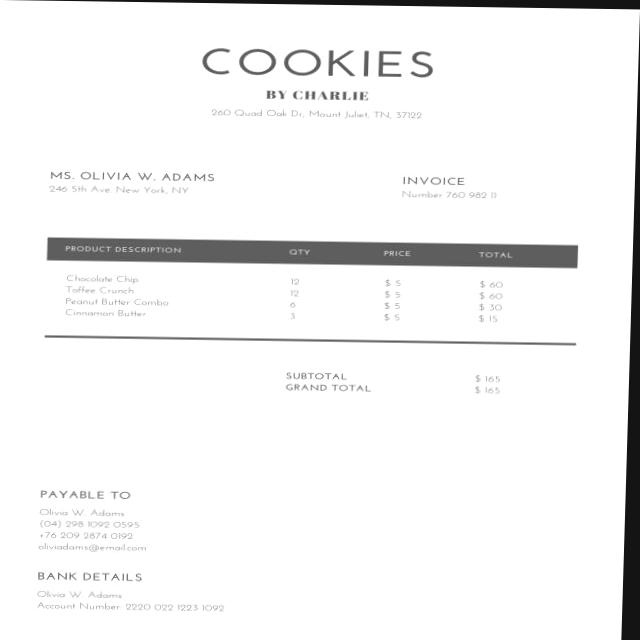 COOKIES
BY CHARLIE
260 Quad Oak Dr, Mount Juliet, TN, 37122
MS. OLIVIA W. ADAMS
246 5th Ave. New York, NY
INVOICE
Number 760 982 11
PRODUCT DESCRIPTION QTY PRICE TOTAL
Chocolate Chip 12 $ 5 $ 60
Toffee Crunch 12 $ 5 $ 60
Peanut Butter Combo 6 $ 5 $ 30
Cinnamon Butter 3 $ 5 $ 15
SUBTOTAL $ 165
GRAND TOTAL $ 165
PAYABLE TO
Olivia W. Adams
(04) 298 1092 0595
+76 209 2874 0192
oliviadams@email.com
BANK DETAILS
Olivia W. Adams
Account Number: 2220 022 1223 1092